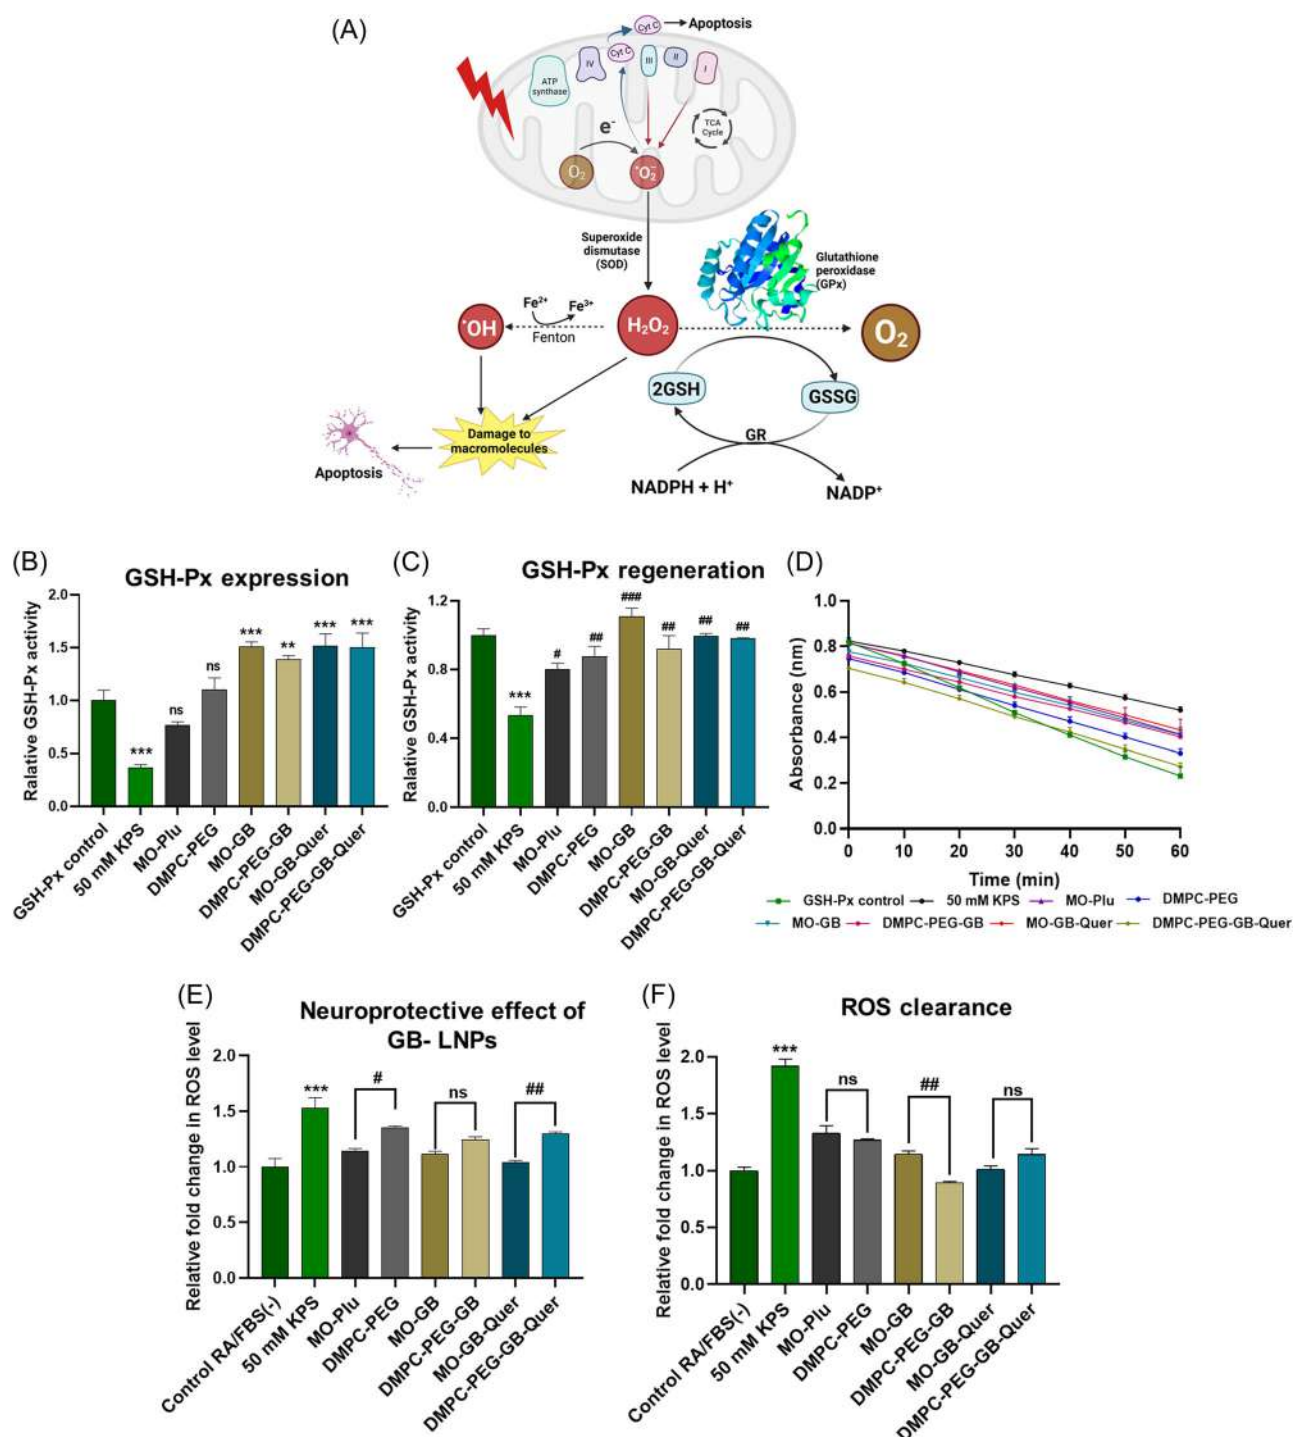 (A)
Cyt C
Apoptosis
ATP
synthase
IV
Cyt C
III
II
I
TCA
Cycle
e-
O2
•O2-
Superoxide
dismutase
(SOD)
Glutathione
peroxidase
(GPx)
Fe2+
Fe3+
•OH
Fenton
H2O2
O2
2GSH
GSSG
Damage to
macromolecules
GR
Apoptosis
NADPH + H+
NADP+
(B)
GSH-Px expression
Ralative GSH-Px activity
2.0
1.5
1.0
0.5
0.0
***
ns
ns
***
**
***
***
GSH-Px control
50 mM KPS
MO-Plu
DMPC-PEG
MO-GB
DMPC-PEG-GB
MO-GB-Quer
DMPC-PEG-GB-Quer
(C)
GSH-Px regeneration
Ralative GSH-Px activity
1.2
0.8
0.4
0.0
***
#
##
###
##
##
##
GSH-Px control
50 mM KPS
MO-Plu
DMPC-PEG
MO-GB
DMPC-PEG-GB
MO-GB-Quer
DMPC-PEG-GB-Quer
(D)
Absorbance (nm)
1.0
0.8
0.6
0.4
0.2
0.0
0 10 20 30 40 50 60
Time (min)
GSH-Px control 50 mM KPS MO-Plu DMPC-PEG
MO-GB DMPC-PEG-GB MO-GB-Quer DMPC-PEG-GB-Quer
(E)
Neuroprotective effect of
GB- LNPs
Relative fold change in ROS level
2.0
1.5
1.0
0.5
0.0
***
#
ns
##
Control RA/FBS(-)
50 mM KPS
MO-Plu
DMPC-PEG
MO-GB
DMPC-PEG-GB
MO-GB-Quer
DMPC-PEG-GB-Quer
(F)
ROS clearance
Relative fold change in ROS level
2.0
1.5
1.0
0.5
0.0
***
ns
##
ns
Control RA/FBS(-)
50 mM KPS
MO-Plu
DMPC-PEG
MO-GB
DMPC-PEG-GB
MO-GB-Quer
DMPC-PEG-GB-Quer